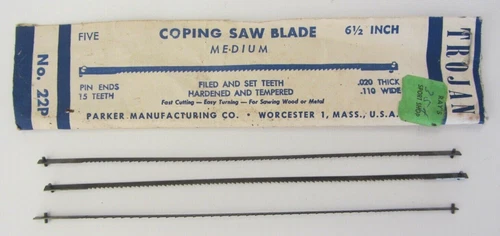 FIVE
COPING SAW BLADE
6½ INCH
MEDIUM
No. 22P
TROJAN
PIN ENDS
15 TEETH
FILED AND SET TEETH
HARDENED AND TEMPERED
.020 THICK
.110 WIDE
Fast Cutting — Easy Turning — For Sawing Wood or Metal
PARKER MANUFACTURING CO. • WORCESTER 1, MASS., U.S.A.